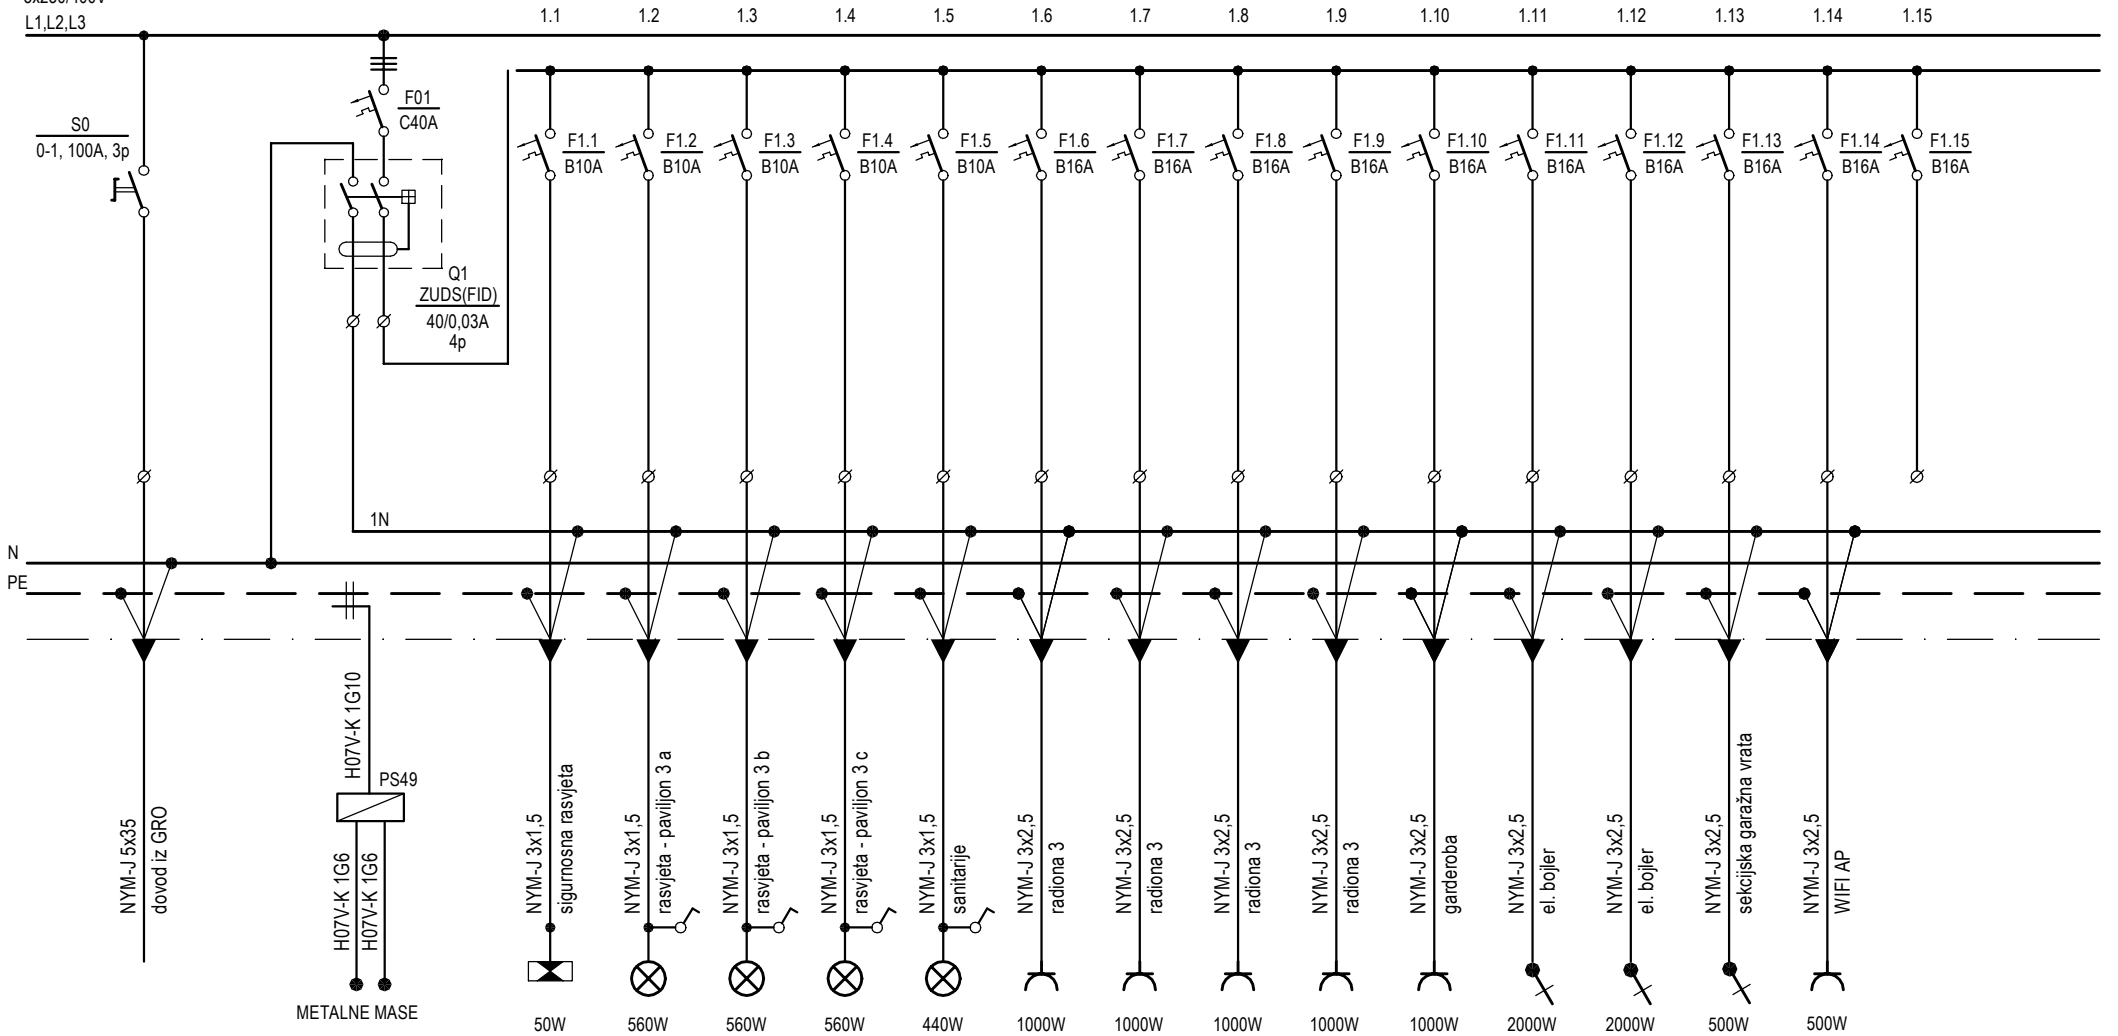 L1,L2,L3
1.1
1.2
1.3
1.4
1.5
1.6
1.7
1.8
1.9
1.10
1.11
1.12
1.13
1.14
1.15
S0
0-1, 100A, 3p
F01
C40A
Q1
ZUDS(FID)
40/0,03A
4p
F1.1
B10A
F1.2
B10A
F1.3
B10A
F1.4
B10A
F1.5
B10A
F1.6
B16A
F1.7
B16A
F1.8
B16A
F1.9
B16A
F1.10
B16A
F1.11
B16A
F1.12
B16A
F1.13
B16A
F1.14
B16A
F1.15
B16A
1N
N
PE
NYM-J 5x35
dovod iz GRO
H07V-K 1G10
PS49
H07V-K 1G6
H07V-K 1G6
METALNE MASE
NYM-J 3x1,5
sigurnosna rasvjeta
50W
NYM-J 3x1,5
rasvjeta - paviljon 3 a
560W
NYM-J 3x1,5
rasvjeta - paviljon 3 b
560W
NYM-J 3x1,5
rasvjeta - paviljon 3 c
560W
NYM-J 3x1,5
sanitarije
440W
NYM-J 3x2,5
radiona 3
1000W
NYM-J 3x2,5
radiona 3
1000W
NYM-J 3x2,5
radiona 3
1000W
NYM-J 3x2,5
radiona 3
1000W
NYM-J 3x2,5
garderoba
1000W
NYM-J 3x2,5
el. bojler
2000W
NYM-J 3x2,5
el. bojler
2000W
NYM-J 3x2,5
sekcijska garažna vrata
500W
NYM-J 3x2,5
WIFI AP
500W